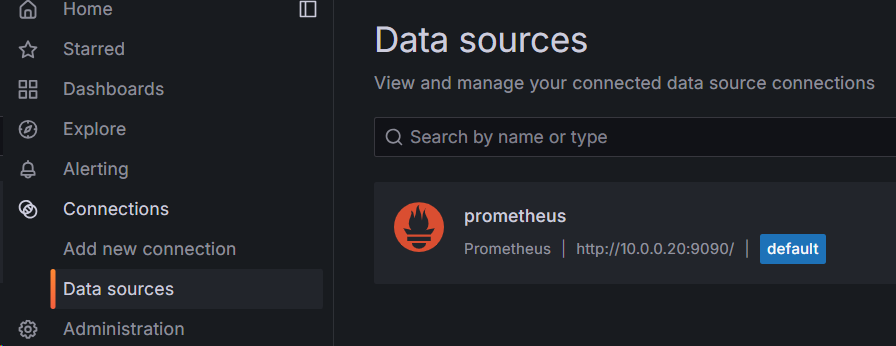 Home
Starred
Dashboards
Explore
Alerting
Connections
Add new connection
Data sources
Administration
Data sources
View and manage your connected data source connections
Search by name or type
prometheus
Prometheus | http://10.0.0.20:9090/ | default